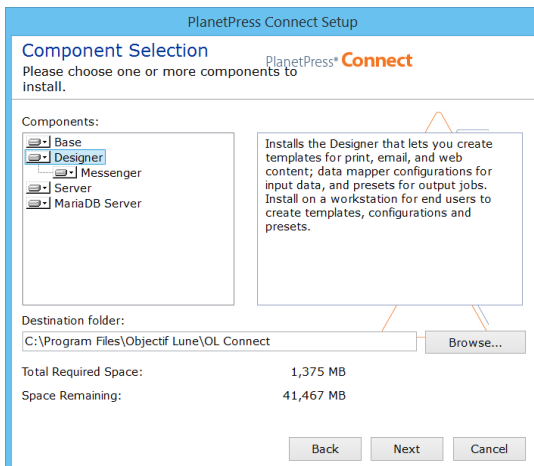 PlanetPress Connect Setup
Component Selection
PlanetPress® Connect
Please choose one or more components to
install.
Components:
Base
Designer
Messenger
Server
MariaDB Server
Installs the Designer that lets you create
templates for print, email, and web
content; data mapper configurations for
input data, and presets for output jobs.
Install on a workstation for end users to
create templates, configurations and
presets.
Destination folder:
C:\Program Files\Objectif Lune\OL Connect
Browse...
Total Required Space: 1,375 MB
Space Remaining: 41,467 MB
Back Next Cancel